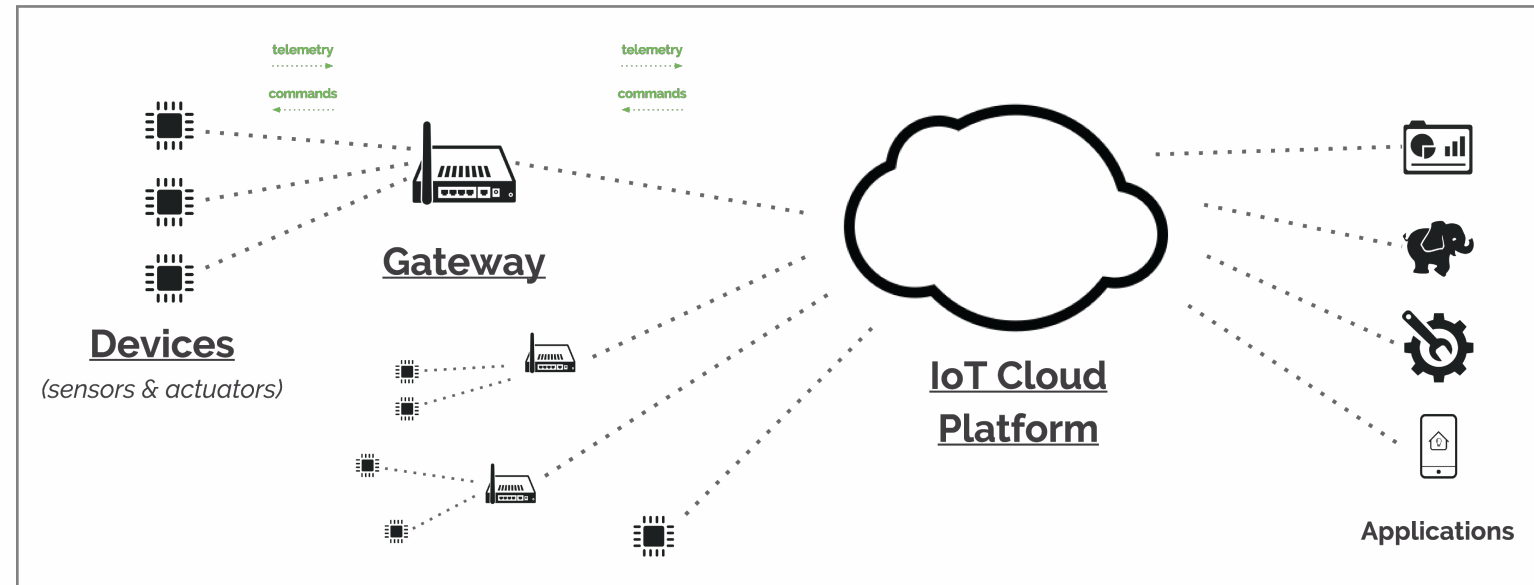 telemetry
commands
telemetry
commands
Gateway
Devices
(sensors & actuators)
IoT Cloud
Platform
Applications